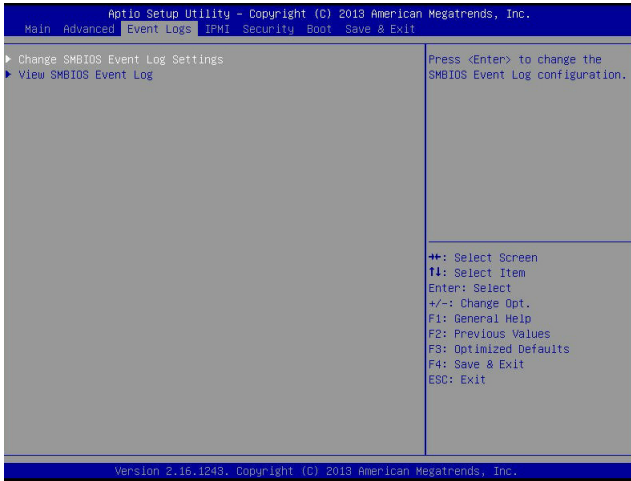 Aptio Setup Utility – Copyright (C) 2013 American Megatrends, Inc.
Main Advanced Event Logs IPMI Security Boot Save & Exit
Change SMBIOS Event Log Settings
View SMBIOS Event Log
Press <Enter> to change the
SMBIOS Event Log configuration.
→←: Select Screen
↑↓: Select Item
Enter: Select
+/-: Change Opt.
F1: General Help
F2: Previous Values
F3: Optimized Defaults
F4: Save & Exit
ESC: Exit
Version 2.16.1243. Copyright (C) 2013 American Megatrends, Inc.